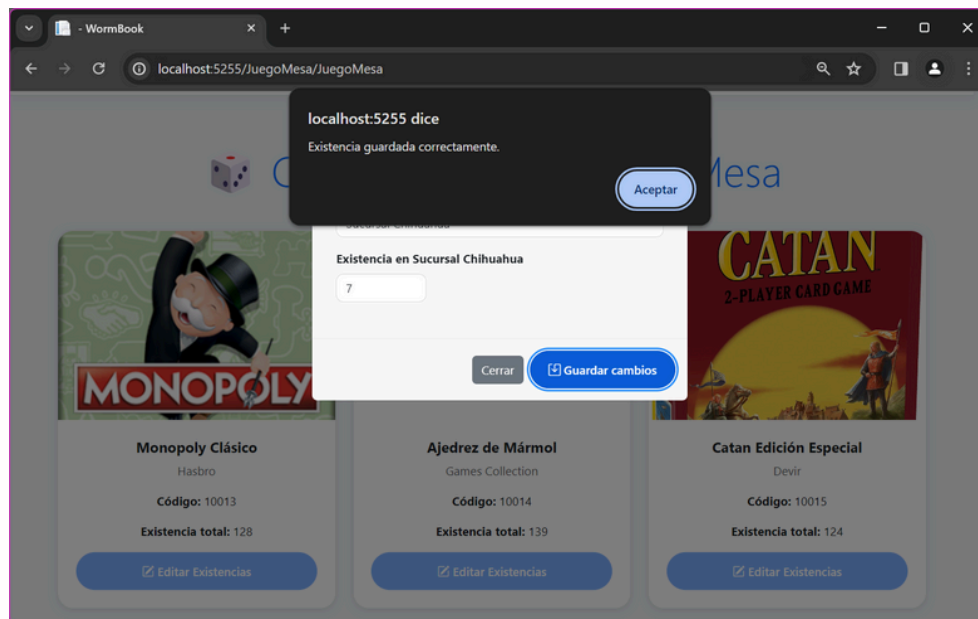 - WormBook
localhost:5255/JuegoMesa/JuegoMesa
localhost:5255 dice
Existencia guardada correctamente.
Aceptar
Mesa
Sucursal Chihuahua
Existencia en Sucursal Chihuahua
7
Cerrar
Guardar cambios
MONOPOLY
CATAN
2-PLAYER CARD GAME
Monopoly Clásico
Hasbro
Código: 10013
Existencia total: 128
Editar Existencias
Ajedrez de Mármol
Games Collection
Código: 10014
Existencia total: 139
Editar Existencias
Catan Edición Especial
Devir
Código: 10015
Existencia total: 124
Editar Existencias